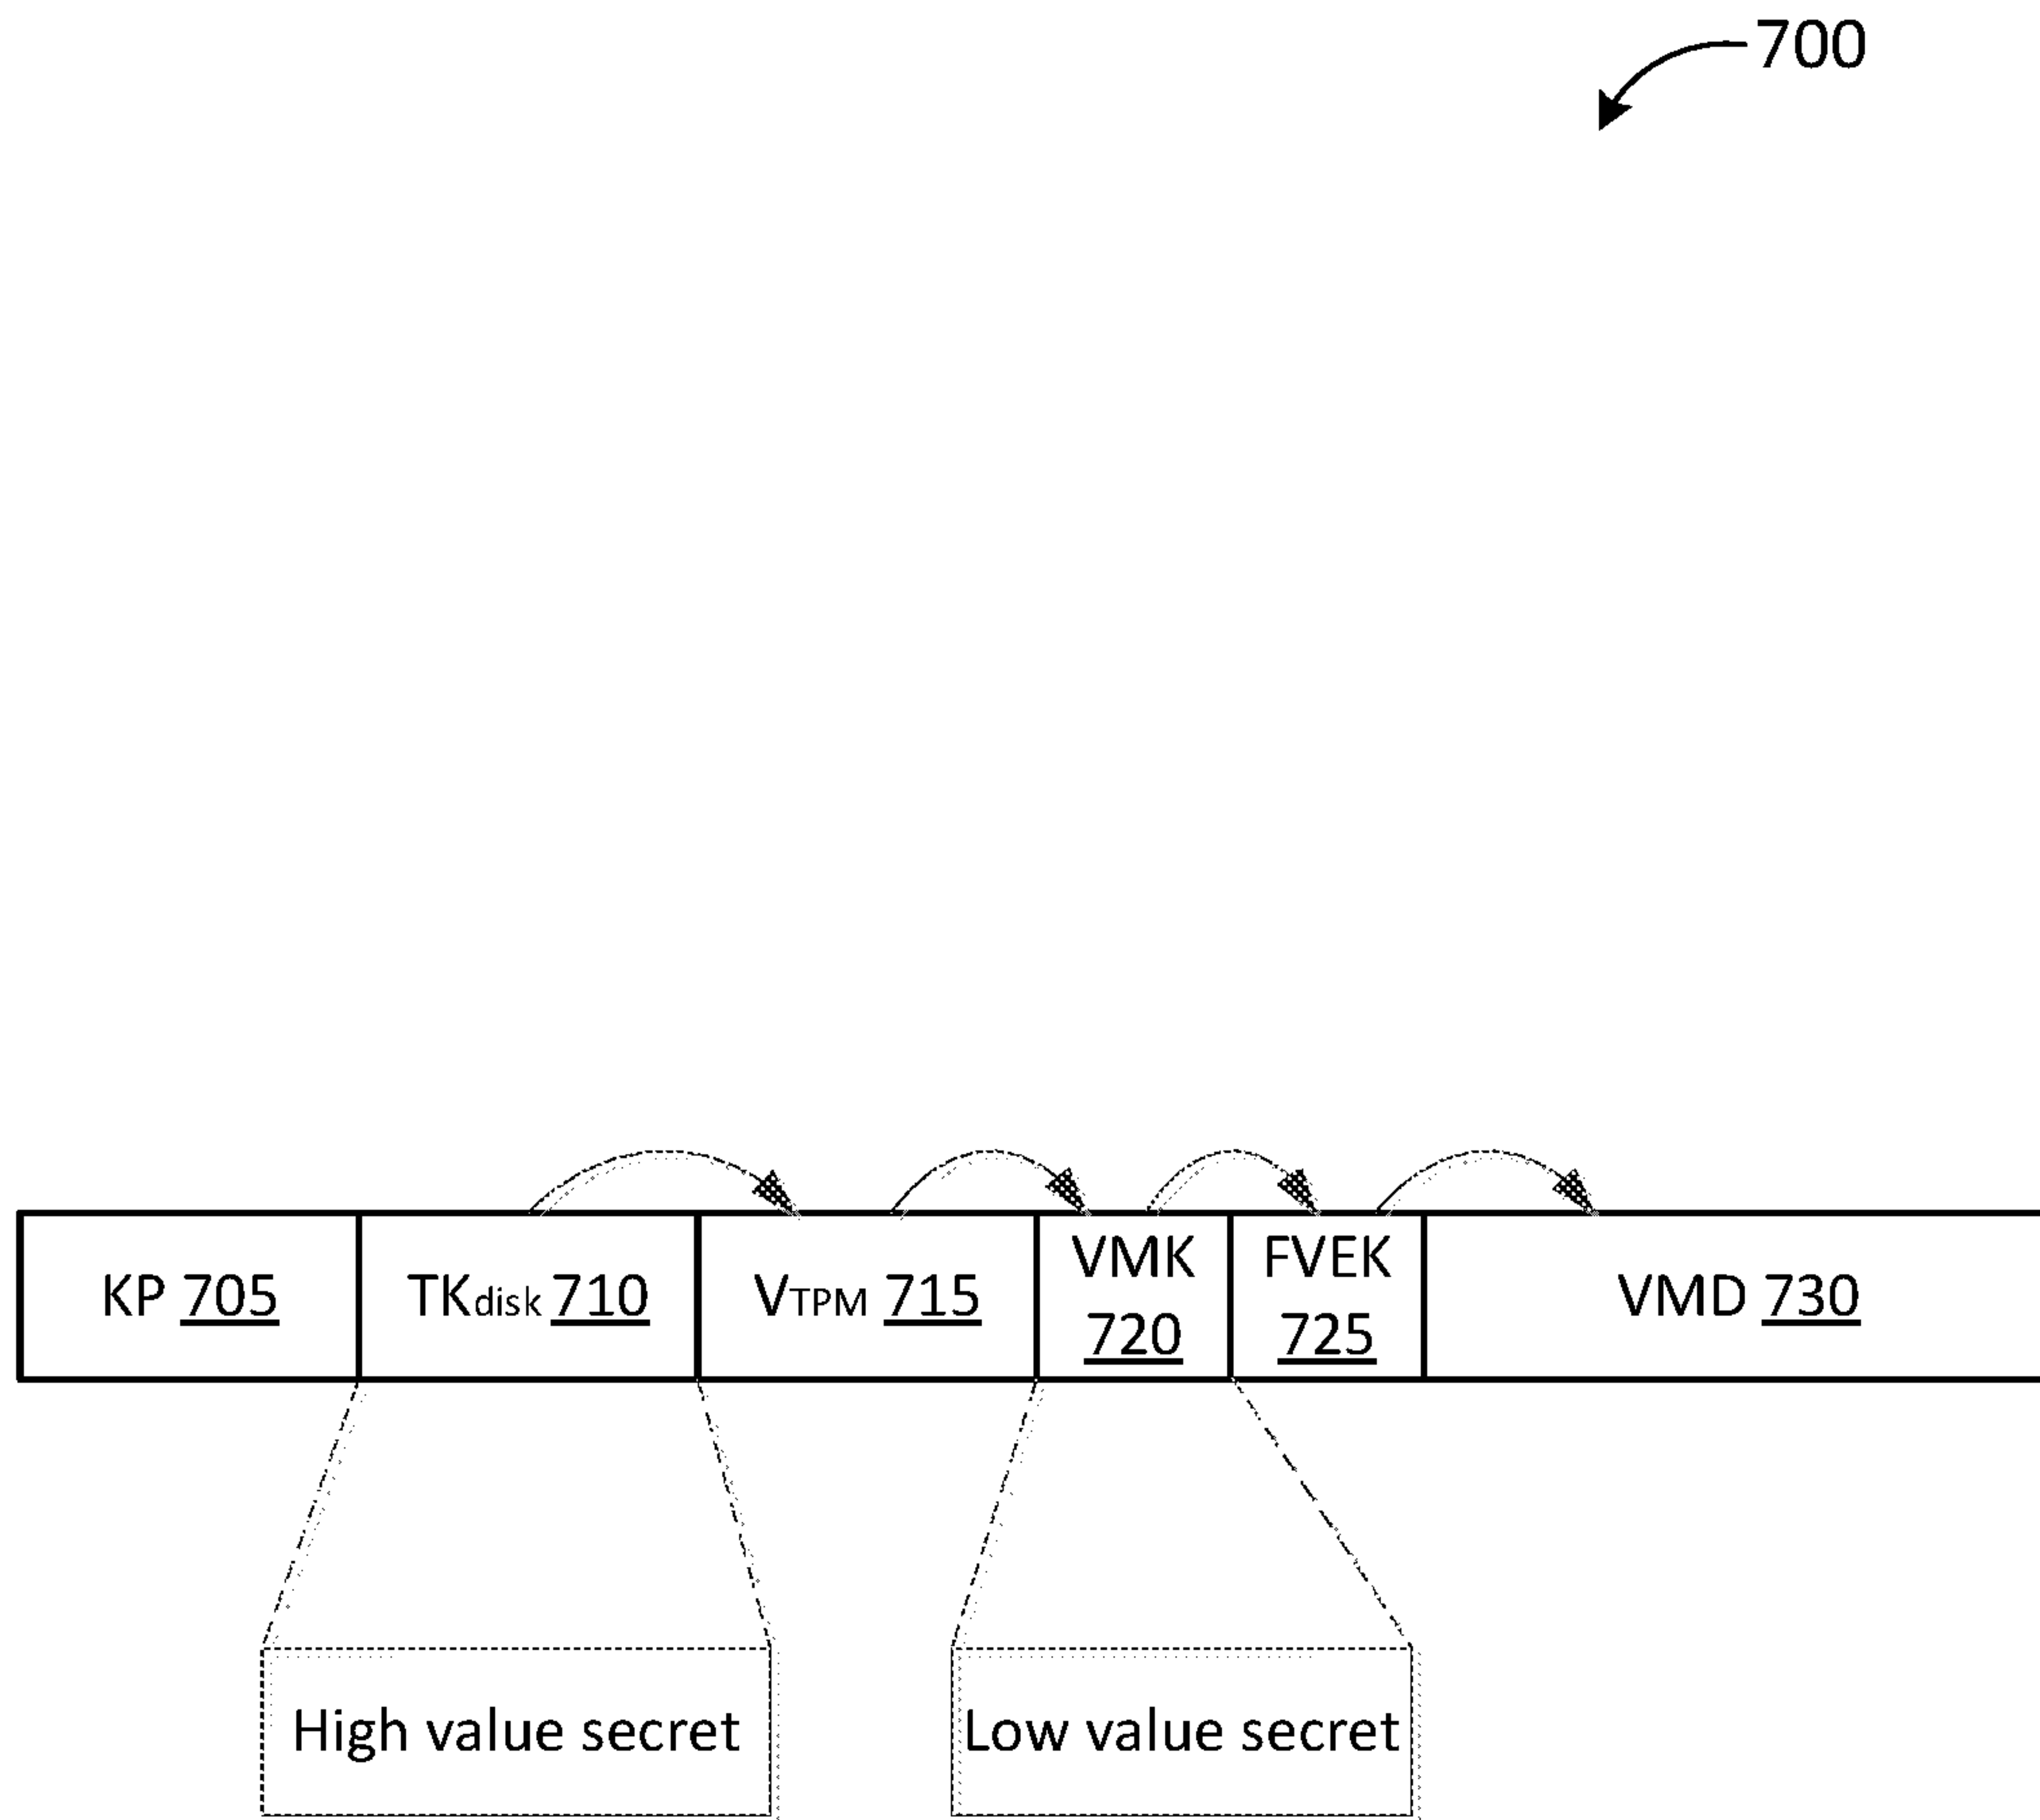 700
KP 705
TKdisk 710
VTPM 715
VMK
720
FVEK
725
VMD 730
High value secret
Low value secret